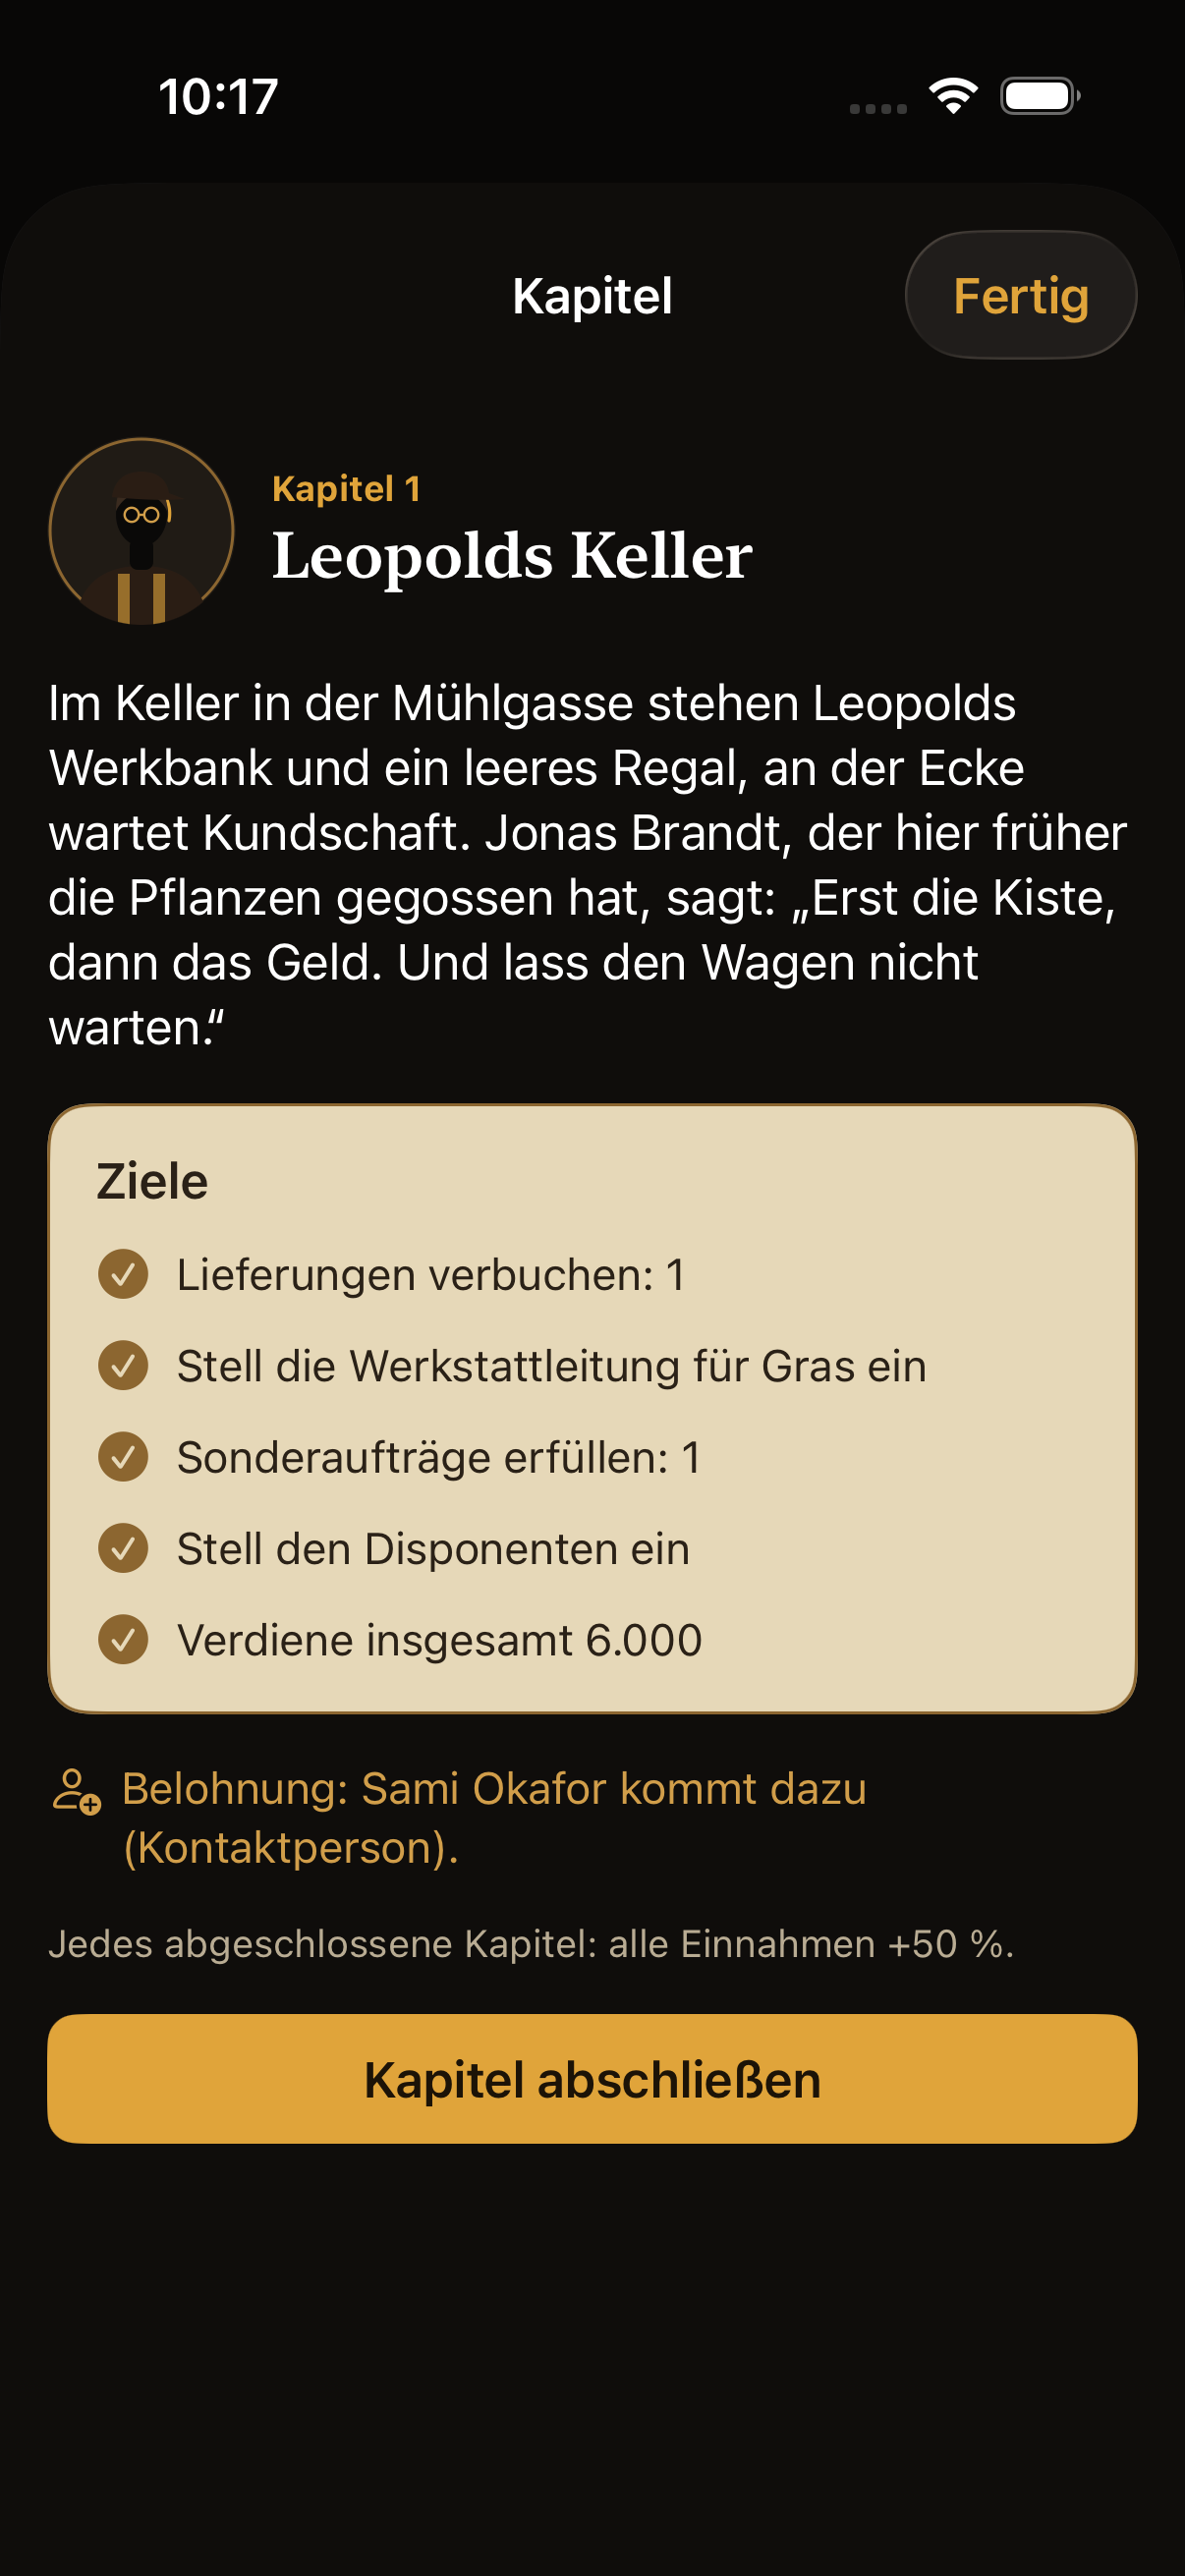 10:17
Kapitel
Fertig
Kapitel 1
Leopolds Keller
Im Keller in der Mühlgasse stehen Leopolds
Werkbank und ein leeres Regal, an der Ecke
wartet Kundschaft. Jonas Brandt, der hier früher
die Pflanzen gegossen hat, sagt: „Erst die Kiste,
dann das Geld. Und lass den Wagen nicht
warten.“
Ziele
Lieferungen verbuchen: 1
Stell die Werkstattleitung für Gras ein
Sonderaufträge erfüllen: 1
Stell den Disponenten ein
Verdiene insgesamt 6.000
Belohnung: Sami Okafor kommt dazu
(Kontaktperson).
Jedes abgeschlossene Kapitel: alle Einnahmen +50 %.
Kapitel abschließen